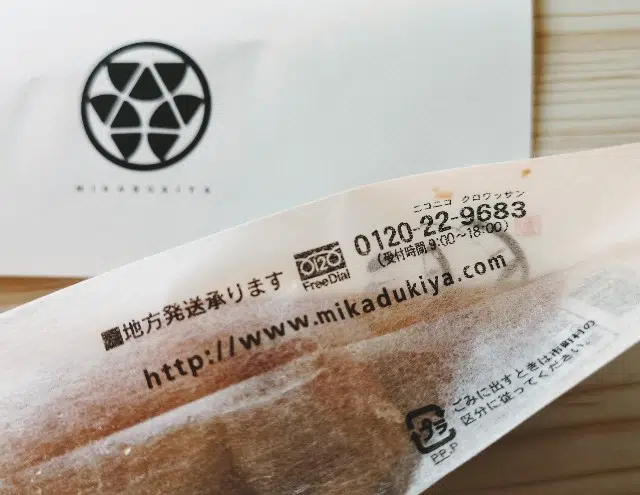 MIKADUKIYA
ニコニコ クロワッサン
0120-22-9683
(受付時間 9:00~18:00)
0120
FreeDial
■地方発送承ります
http://www.mikadukiya.com
ごみに出すときは市町村の
区分に従ってください。
プラ
PP,P